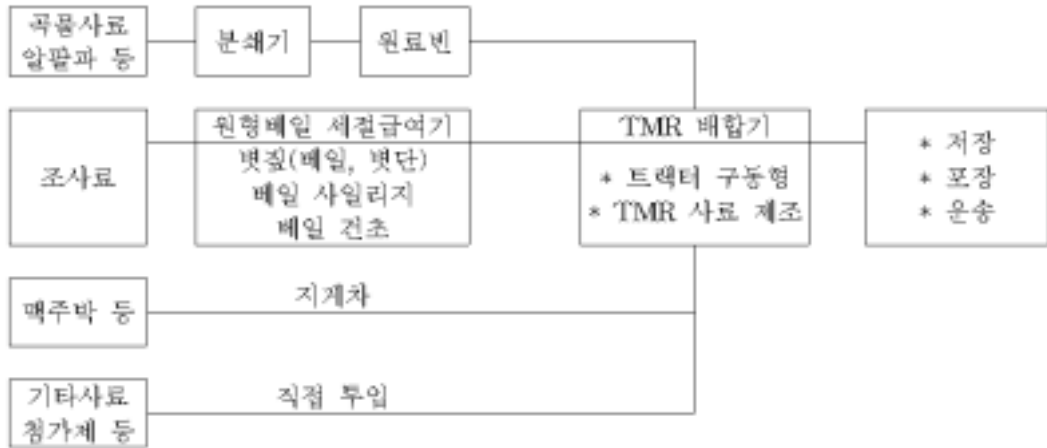 곡물사료
알팔파 등
분쇄기
원료빈
조사료
원형베일 세절급여기
볏짚(베일, 볏단)
베일 사일리지
베일 건초
TMR 배합기
* 트랙터 구동형
* TMR 사료 제조
* 저장
* 포장
* 운송
맥주박 등
지게차
기타사료
첨가제 등
직접 투입